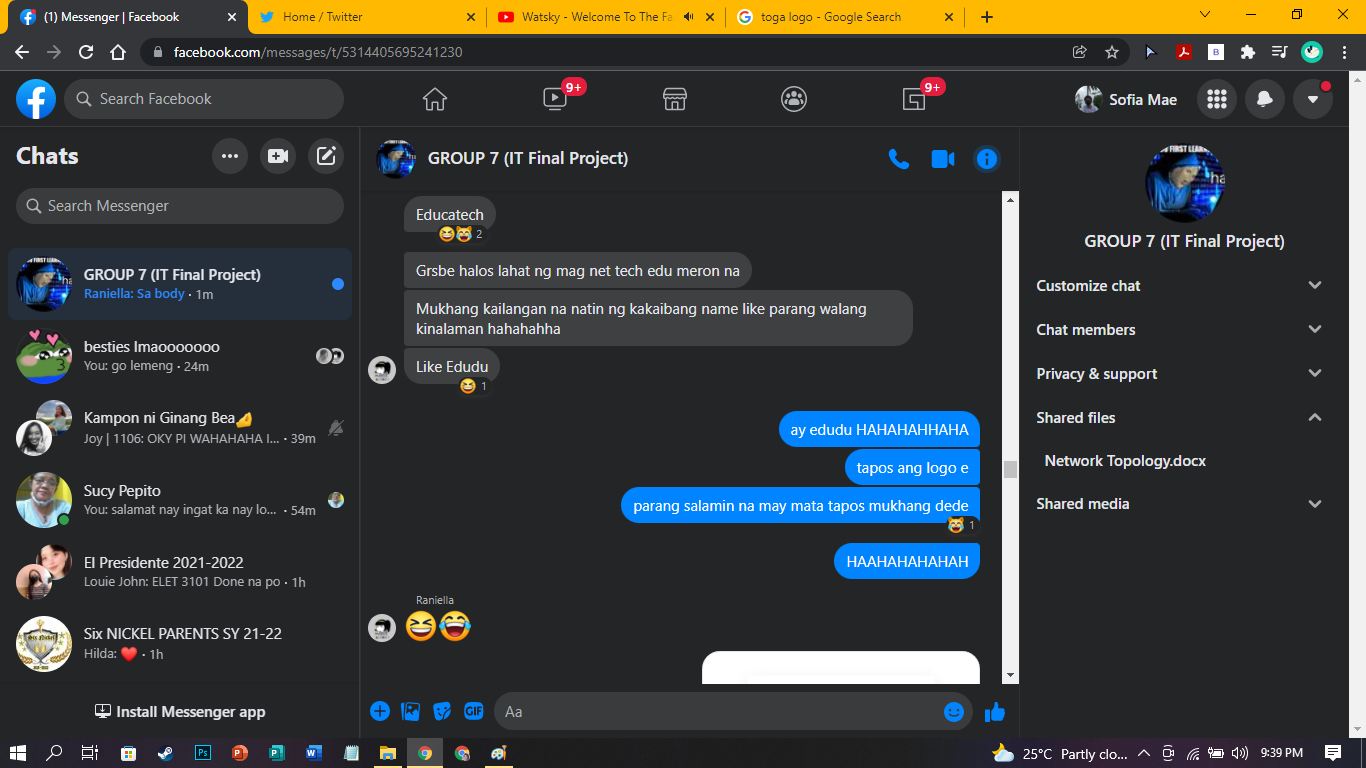 (1) Messenger | Facebook
Home / Twitter
Watsky - Welcome To The Fa
toga logo - Google Search
facebook.com/messages/t/5314405695241230
Search Facebook
9+
9+
Sofia Mae
Chats
Search Messenger
GROUP 7 (IT Final Project)
Raniella: Sa body · 1m
besties lmaooooooo
You: go lemeng · 24m
Kampon ni Ginang Bea
Joy | 1106: OKY PI WAHAHAHA I... · 39m
Sucy Pepito
You: salamat nay ingat ka nay lo... · 54m
El Presidente 2021-2022
Louie John: ELET 3101 Done na po · 1h
Six NICKEL PARENTS SY 21-22
Hilda: ❤️ · 1h
Install Messenger app
GROUP 7 (IT Final Project)
Educatech
2
Grsbe halos lahat ng mag net tech edu meron na
Mukhang kailangan na natin ng kakaibang name like parang walang
kinalaman hahahahha
Like Edudu
1
ay edudu HAHAHAHHAHA
tapos ang logo e
parang salamin na may mata tapos mukhang dede
1
HAAHAHAHAHAH
Raniella
😆😂
Aa
GIF
GROUP 7 (IT Final Project)
Customize chat
Chat members
Privacy & support
Shared files
Network Topology.docx
Shared media
25°C Partly clo...
9:39 PM